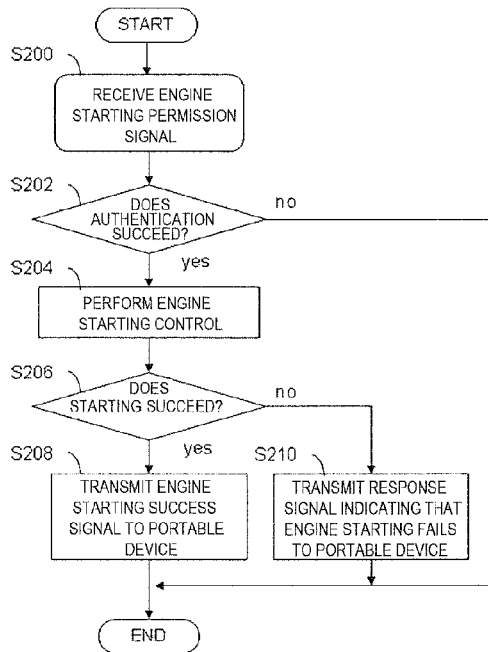 START
S200
RECEIVE ENGINE
STARTING PERMISSION
SIGNAL
S202
DOES
AUTHENTICATION
SUCCEED?
no
yes
S204
PERFORM ENGINE
STARTING CONTROL
S206
DOES
STARTING SUCCEED?
no
yes
S208
TRANSMIT ENGINE
STARTING SUCCESS
SIGNAL TO PORTABLE
DEVICE
S210
TRANSMIT RESPONSE
SIGNAL INDICATING THAT
ENGINE STARTING FAILS
TO PORTABLE DEVICE
END